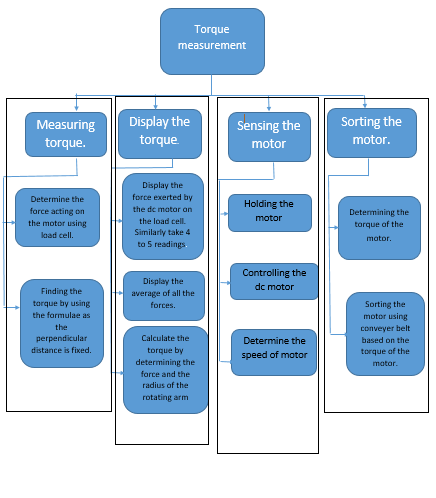 Torque
measurement
Measuring
torque.
Determine the
force acting on
the motor using
load cell.
Finding the
torque by using
the formulae as
the
perpendicular
distance is fixed.
Display the
torque.
Display the
force exerted by
the dc motor on
the load cell.
Similarly take 4
to 5 readings.
Display the
average of all the
forces.
Calculate the
torque by
determining the
force and the
radius of the
rotating arm
Sensing the
motor
Holding the
motor
Controlling the
dc motor
Determine the
speed of motor
Sorting the
motor.
Determining the
torque of the
motor.
Sorting the
motor using
conveyer belt
based on the
torque of the
motor.